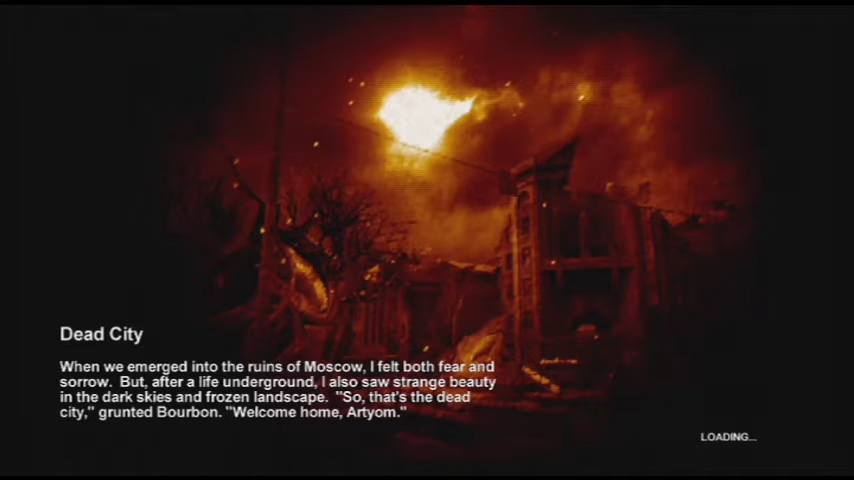 Dead City
When we emerged into the ruins of Moscow, I felt both fear and
sorrow.  But, after a life underground, I also saw strange beauty
in the dark skies and frozen landscape.  "So, that's the dead
city," grunted Bourbon. "Welcome home, Artyom."
LOADING...